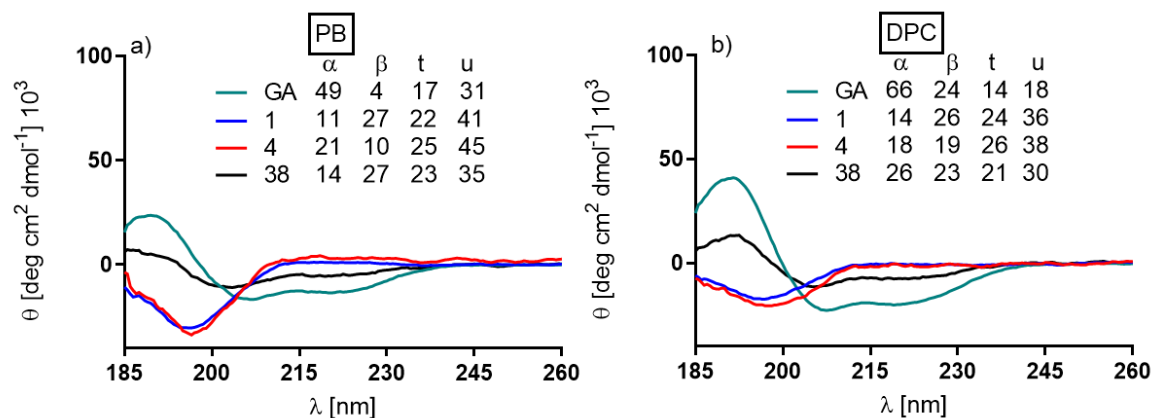 a)
PB
α β t u
GA 49 4 17 31
1 11 27 22 41
4 21 10 25 45
38 14 27 23 35
100
50
0
θ [deg cm² dmol⁻¹] 10³
185 200 215 230 245 260
λ [nm]
b)
DPC
α β t u
GA 66 24 14 18
1 14 26 24 36
4 18 19 26 38
38 26 23 21 30
100
50
0
θ [deg cm² dmol⁻¹] 10³
185 200 215 230 245 260
λ [nm]